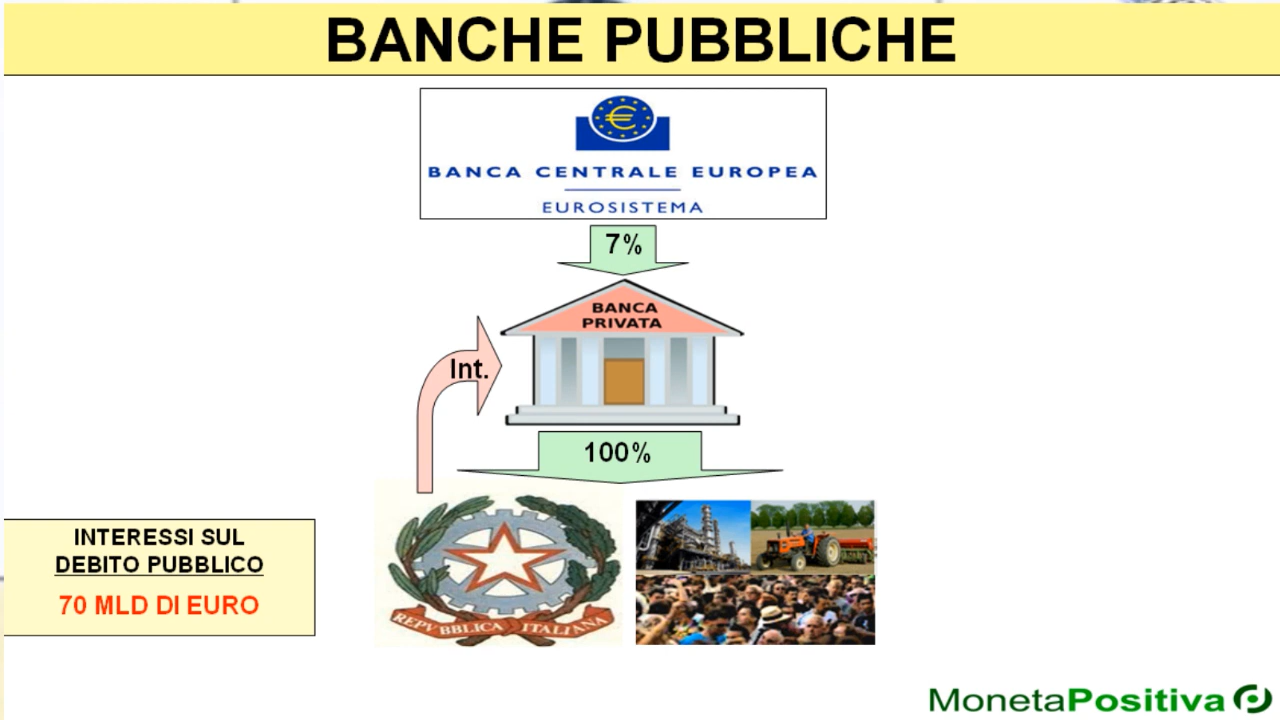 BANCHE PUBBLICHE
BANCA CENTRALE EUROPEA
EUROSISTEMA
7%
BANCA
PRIVATA
Int.
100%
INTERESSI SUL
DEBITO PUBBLICO
70 MLD DI EURO
REPVBBLICA ITALIANA
MonetaPositiva